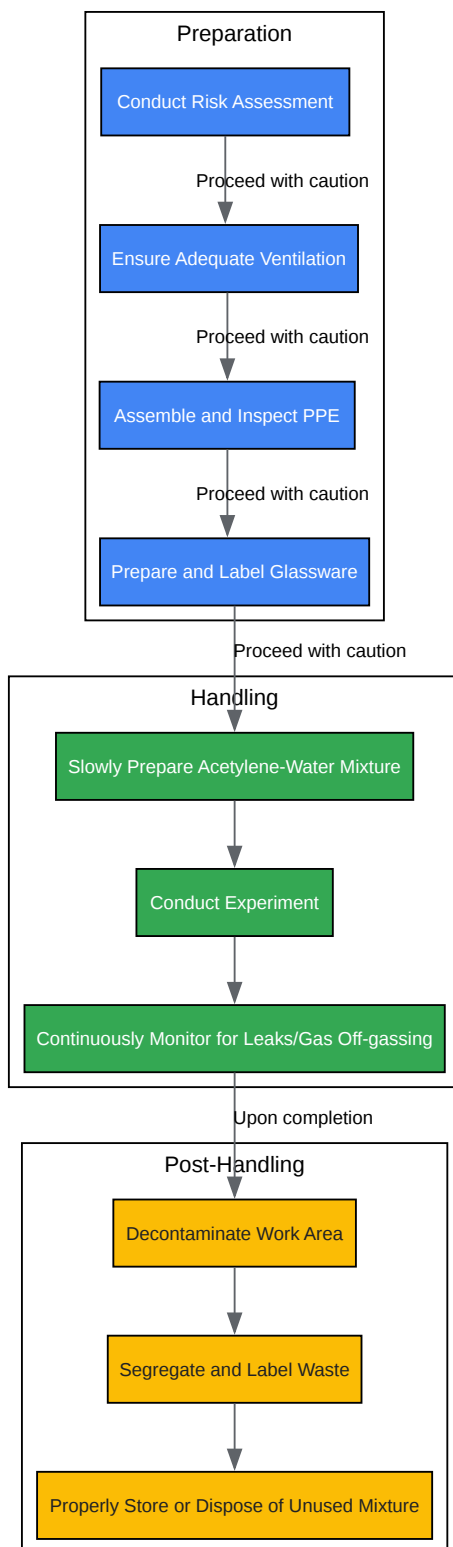 Preparation
Conduct Risk Assessment
Proceed with caution
Ensure Adequate Ventilation
Proceed with caution
Assemble and Inspect PPE
Proceed with caution
Prepare and Label Glassware
Proceed with caution
Handling
Slowly Prepare Acetylene-Water Mixture
Conduct Experiment
Continuously Monitor for Leaks/Gas Off-gassing
Upon completion
Post-Handling
Decontaminate Work Area
Segregate and Label Waste
Properly Store or Dispose of Unused Mixture